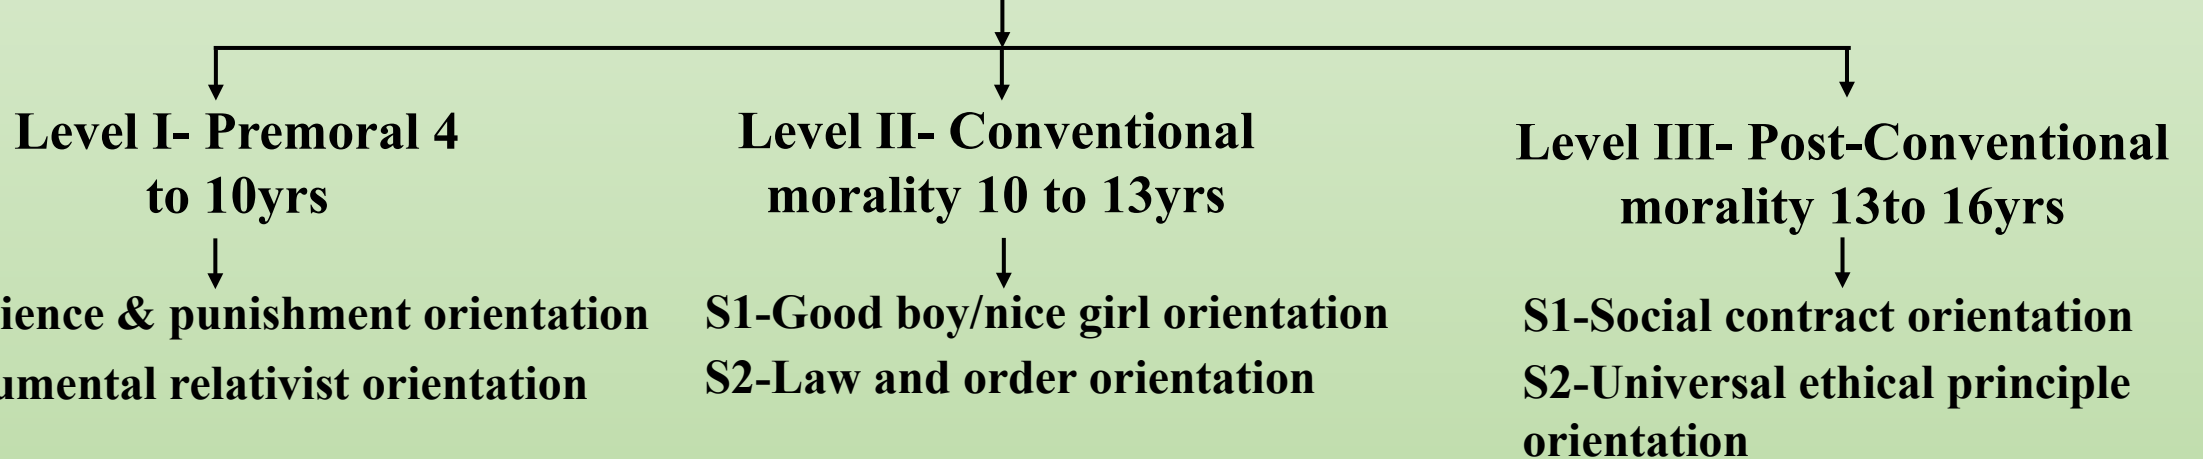 Level I- Premoral 4
to 10yrs
& punishment orientation
relativist orientation
Level II- Conventional
morality 10 to 13yrs
S1-Good boy/nice girl orientation
S2-Law and order orientation
Level III- Post-Conventional
morality 13to 16yrs
S1-Social contract orientation
S2-Universal ethical principle
orientation